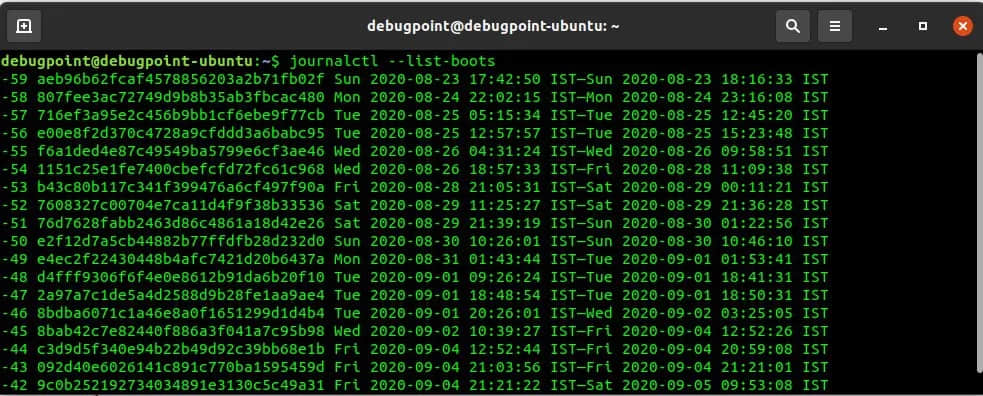 debugpoint@debugpoint-ubuntu: ~
debugpoint@debugpoint-ubuntu:~$ journalctl --list-boots
-59 aeb96b62fcaf4578856203a2b71fb02f Sun 2020-08-23 17:42:50 IST—Sun 2020-08-23 18:16:33 IST
-58 807fee3ac72749d9b8b35ab3fbcac480 Mon 2020-08-24 22:02:15 IST—Mon 2020-08-24 23:16:08 IST
-57 716ef3a95e2c456b9bb1cf6ebe9f77cb Tue 2020-08-25 05:15:34 IST—Tue 2020-08-25 12:45:20 IST
-56 e00e8f2d370c4728a9cfddd3a6babc95 Tue 2020-08-25 12:57:57 IST—Tue 2020-08-25 15:23:48 IST
-55 f6a1ded4e87c49549ba5799e6cf3ae46 Wed 2020-08-26 04:31:24 IST—Wed 2020-08-26 09:58:51 IST
-54 1151c25e1fe7400cbefcfd72fc61c968 Wed 2020-08-26 18:57:33 IST—Fri 2020-08-28 11:09:38 IST
-53 b43c80b117c341f399476a6cf497f90a Fri 2020-08-28 21:05:31 IST—Sat 2020-08-29 00:11:21 IST
-52 7608327c00704e7ca11d4f9f38b33536 Sat 2020-08-29 11:25:27 IST—Sat 2020-08-29 21:36:28 IST
-51 76d7628fabb2463d86c4861a18d42e26 Sat 2020-08-29 21:39:19 IST—Sun 2020-08-30 01:22:56 IST
-50 e2f12d7a5cb44882b77ffdfb28d232d0 Sun 2020-08-30 10:26:01 IST—Sun 2020-08-30 10:46:10 IST
-49 e4ec2f22430448b4afc7421d20b6437a Mon 2020-08-31 01:43:44 IST—Tue 2020-09-01 01:53:41 IST
-48 d4fff9306f6f4e0e8612b91da6b20f10 Tue 2020-09-01 09:26:24 IST—Tue 2020-09-01 18:41:31 IST
-47 2a97a7c1de5a4d2588d9b28fe1aa9ae4 Tue 2020-09-01 18:48:54 IST—Tue 2020-09-01 18:50:31 IST
-46 8bdba6071c1a46e8a0f1651299d1d4b4 Tue 2020-09-01 20:26:01 IST—Wed 2020-09-02 03:25:05 IST
-45 8bab42c7e82440f886a3f041a7c95b98 Wed 2020-09-02 10:39:27 IST—Fri 2020-09-04 12:52:26 IST
-44 c3d9d5f340e94b22b49d92c39bb68e1b Fri 2020-09-04 12:52:44 IST—Fri 2020-09-04 20:59:08 IST
-43 092d40e6026141c891c770ba1595459d Fri 2020-09-04 21:03:56 IST—Fri 2020-09-04 21:21:01 IST
-42 9c0b252192734034891e3130c5c49a31 Fri 2020-09-04 21:21:22 IST—Sat 2020-09-05 09:53:08 IST